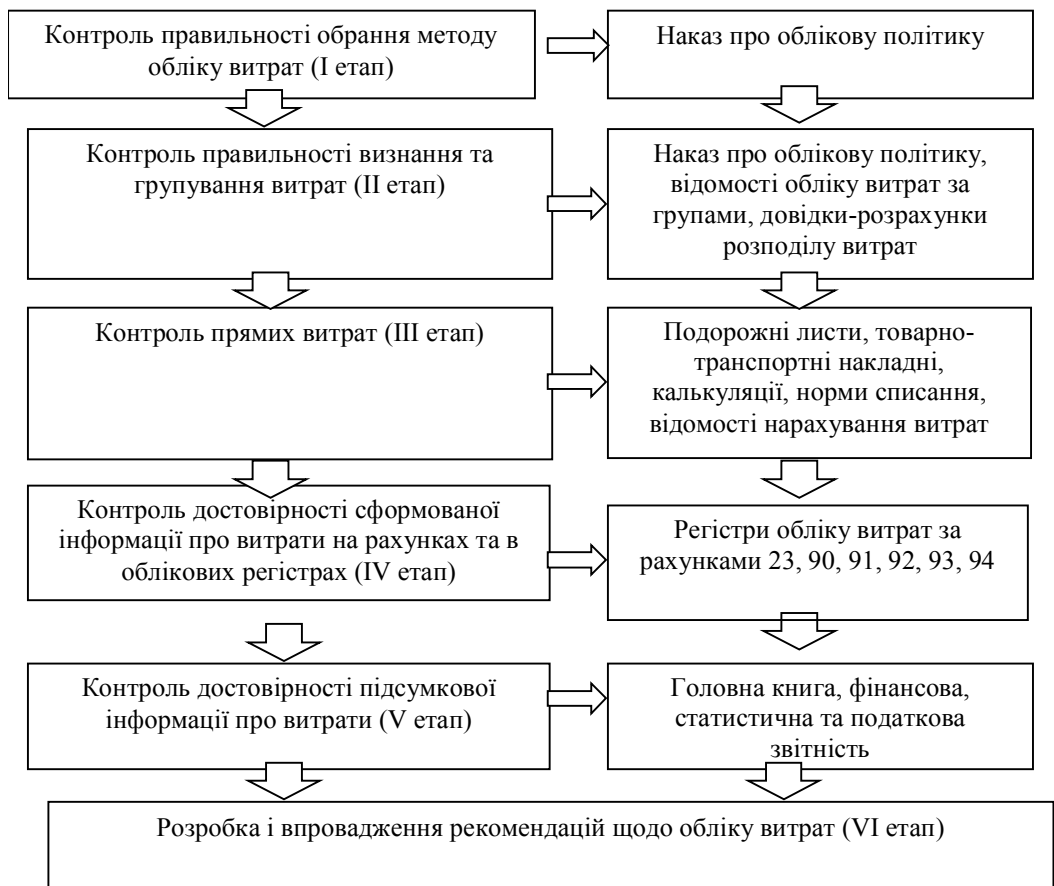 Контроль правильності обрання методу
обліку витрат (І етап)
Наказ про облікову політику
Контроль правильності визнання та
групування витрат (ІІ етап)
Наказ про облікову політику,
відомості обліку витрат за
групами, довідки-розрахунки
розподілу витрат
Контроль прямих витрат (ІІІ етап)
Подорожні листи, товарно-
транспортні накладні,
калькуляції, норми списання,
відомості нарахування витрат
Контроль достовірності сформованої
інформації про витрати на рахунках та в
облікових регістрах (IV етап)
Регістри обліку витрат за
рахунками 23, 90, 91, 92, 93, 94
Контроль достовірності підсумкової
інформації про витрати (V етап)
Головна книга, фінансова,
статистична та податкова
звітність
Розробка і впровадження рекомендацій щодо обліку витрат (VI етап)